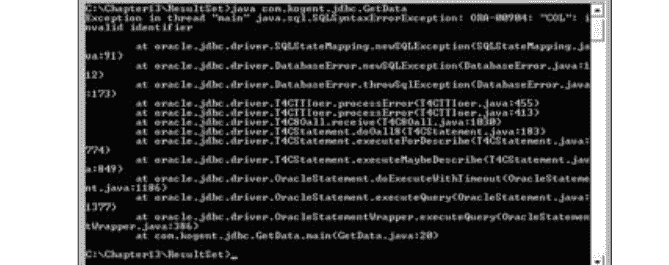 C:\Chapter13\ResultSet>java com.kogent.jdbc.GetData
Exception in thread "main" java.sql.SQLSyntaxErrorException: ORA-00904: "COL": i
nvalid identifier
at oracle.jdbc.driver.SQLStateMapping.newSQLException(SQLStateMapping.ja
va:91)
at oracle.jdbc.driver.DatabaseError.newSQLException(DatabaseError.java:1
12)
at oracle.jdbc.driver.DatabaseError.throwSqlException(DatabaseError.java
:173)
at oracle.jdbc.driver.T4CTTIoer.processError(T4CTTIoer.java:455)
at oracle.jdbc.driver.T4CTTIoer.processError(T4CTTIoer.java:413)
at oracle.jdbc.driver.T4C8Oall.receive(T4C8Oall.java:1030)
at oracle.jdbc.driver.T4CStatement.doOall8(T4CStatement.java:183)
at oracle.jdbc.driver.T4CStatement.executeForDescribe(T4CStatement.java:
774)
at oracle.jdbc.driver.T4CStatement.executeMaybeDescribe(T4CStatement.jav
a:849)
at oracle.jdbc.driver.OracleStatement.doExecuteWithTimeout(OracleStateme
nt.java:1186)
at oracle.jdbc.driver.OracleStatement.executeQuery(OracleStatement.java:
1377)
at oracle.jdbc.driver.OracleStatementWrapper.executeQuery(OracleStatemen
tWrapper.java:386)
at com.kogent.jdbc.GetData.main(GetData.java:20)
C:\Chapter13\ResultSet>_